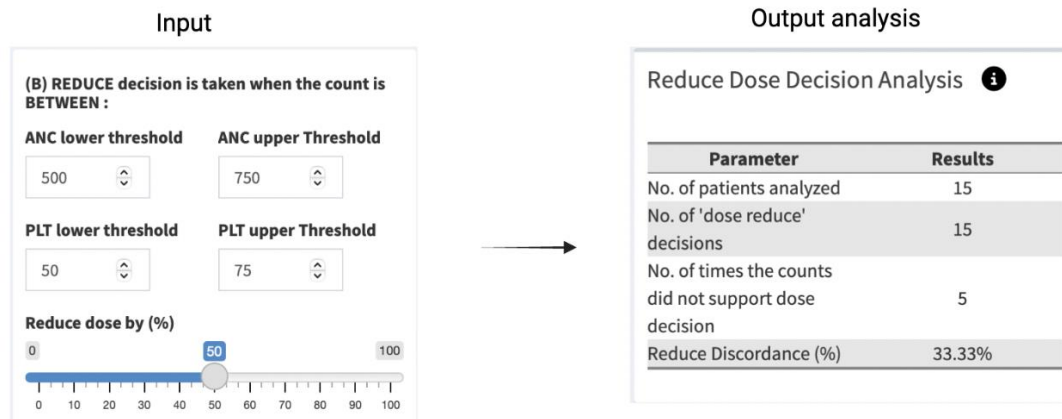 Input
(B) REDUCE decision is taken when the count is
BETWEEN :
ANC lower threshold ANC upper Threshold
500 750
PLT lower threshold PLT upper Threshold
50 75
Reduce dose by (%)
0 50 100
0 10 20 30 40 50 60 70 80 90 100
Output analysis
Reduce Dose Decision Analysis i
Parameter Results
No. of patients analyzed 15
No. of 'dose reduce'
decisions 15
No. of times the counts
did not support dose 5
decision
Reduce Discordance (%) 33.33%